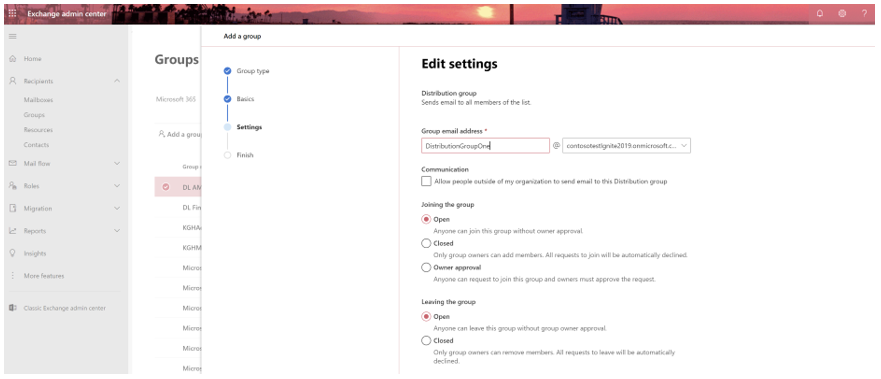 Exchange admin center
?
Add a group
Home
Recipients
Mailboxes
Groups
Resources
Contacts
Mail flow
Roles
Migration
Reports
Insights
More features
Classic Exchange admin center
Groups
Microsoft 365
Add a grou
Group
DL AM
DL Fin
KGHA
KGHM
Micros
Micros
Micros
Micros
Micros
Micros
Group type
Basics
Settings
Finish
Edit settings
Distribution group
Sends email to all members of the list.
Group email address *
DistributionGroupOne @ contosotestignite2019.onmicrosoft.c...
Communication
Allow people outside of my organization to send email to this Distribution group
Joining the group
Open
Anyone can join this group without owner approval.
Closed
Only group owners can add members. All requests to join will be automatically declined.
Owner approval
Anyone can request to join this group and owners must approve the request.
Leaving the group
Open
Anyone can leave this group without group owner approval.
Closed
Only group owners can remove members. All requests to leave will be automatically
declined.